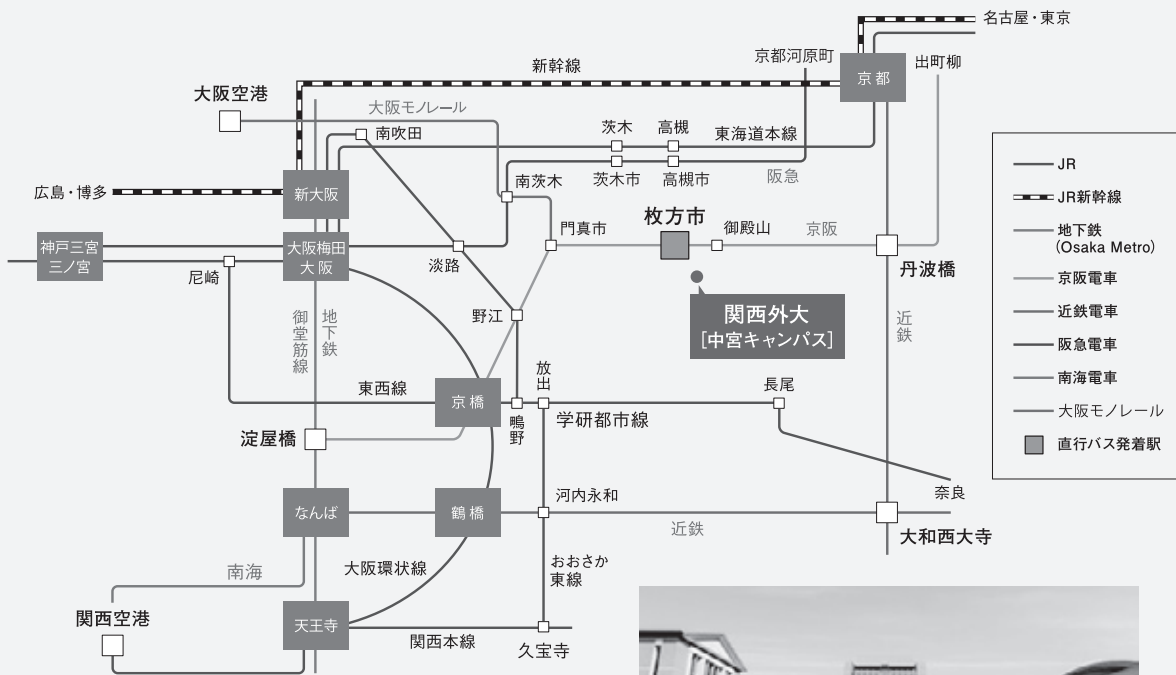 名古屋・東京
京都河原町
京都
出町柳
新幹線
大阪空港
大阪モノレール
南吹田
茨木
高槻
東海道本線
茨木市
高槻市
阪急
広島・博多
新大阪
南茨木
枚方市
門真市
御殿山
京阪
神戸三宮
三ノ宮
大阪梅田
大阪
尼崎
淡路
丹波橋
関西外大
[中宮キャンパス]
野江
御堂筋線
地下鉄
近鉄
東西線
京橋
放出
長尾
鴫野
学研都市線
淀屋橋
奈良
なんば
鶴橋
河内永和
近鉄
大和西大寺
南海
大阪環状線
おおさか
東線
関西空港
天王寺
関西本線
久宝寺
JR
JR新幹線
地下鉄
(Osaka Metro)
京阪電車
近鉄電車
阪急電車
南海電車
大阪モノレール
直行バス発着駅